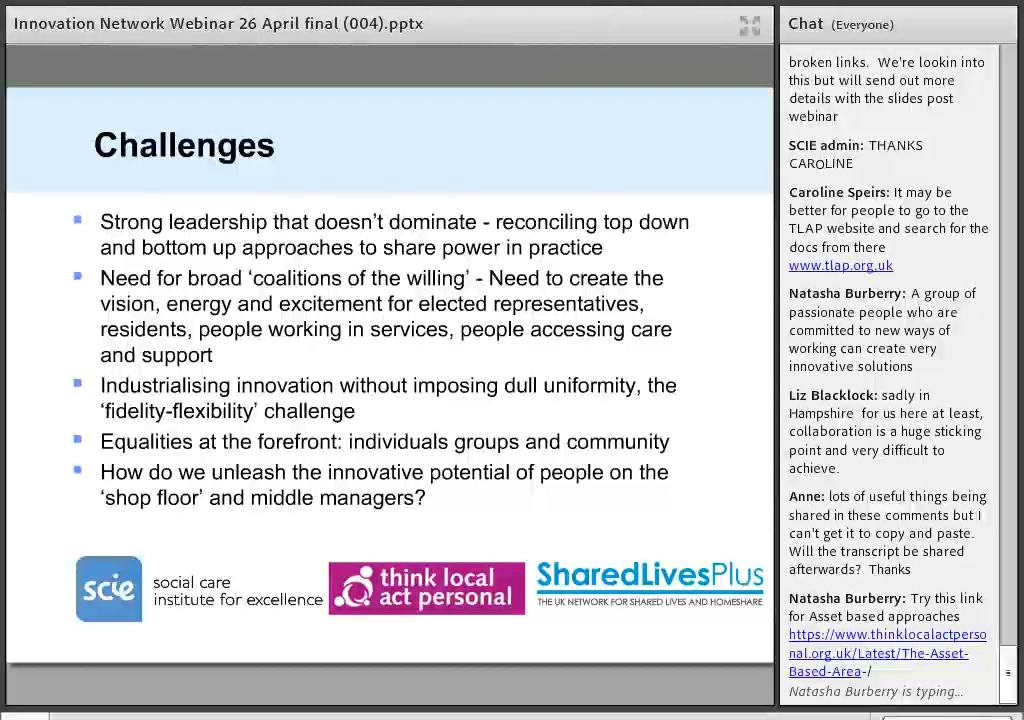 Innovation Network Webinar 26 April final (004).pptx
Challenges
Strong leadership that doesn’t dominate - reconciling top down
and bottom up approaches to share power in practice
Need for broad ‘coalitions of the willing’ - Need to create the
vision, energy and excitement for elected representatives,
residents, people working in services, people accessing care
and support
Industrialising innovation without imposing dull uniformity, the
‘fidelity-flexibility’ challenge
Equalities at the forefront: individuals groups and community
How do we unleash the innovative potential of people on the
‘shop floor’ and middle managers?
scie
social care
institute for excellence
think local
act personal
SharedLivesPlus
THE UK NETWORK FOR SHARED LIVES AND HOMESHARE
Chat (Everyone)
broken links. We're lookin into
this but will send out more
details with the slides post
webinar
SCIE admin: THANKS
CAROLINE
Caroline Speirs: It may be
better for people to go to the
TLAP website and search for the
docs from there
www.tlap.org.uk
Natasha Burberry: A group of
passionate people who are
committed to new ways of
working can create very
innovative solutions
Liz Blacklock: sadly in
Hampshire for us here at least,
collaboration is a huge sticking
point and very difficult to
achieve.
Anne: lots of useful things being
shared in these comments but I
can't get it to copy and paste.
Will the transcript be shared
afterwards? Thanks
Natasha Burberry: Try this link
for Asset based approaches
https://www.thinklocalactperso
nal.org.uk/Latest/The-Asset-
Based-Area-/
Natasha Burberry is typing...